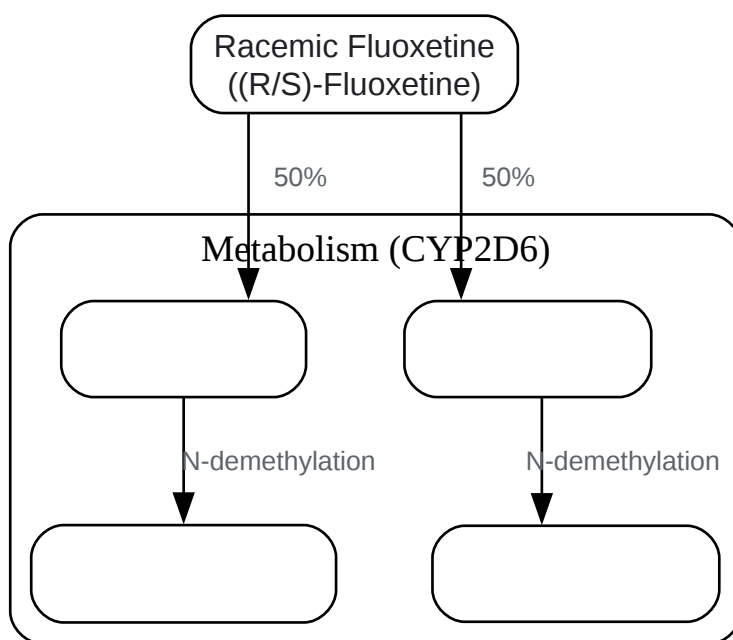 Racemic Fluoxetine
((R/S)-Fluoxetine)
50%
50%
Metabolism (CYP2D6)
N-demethylation
N-demethylation